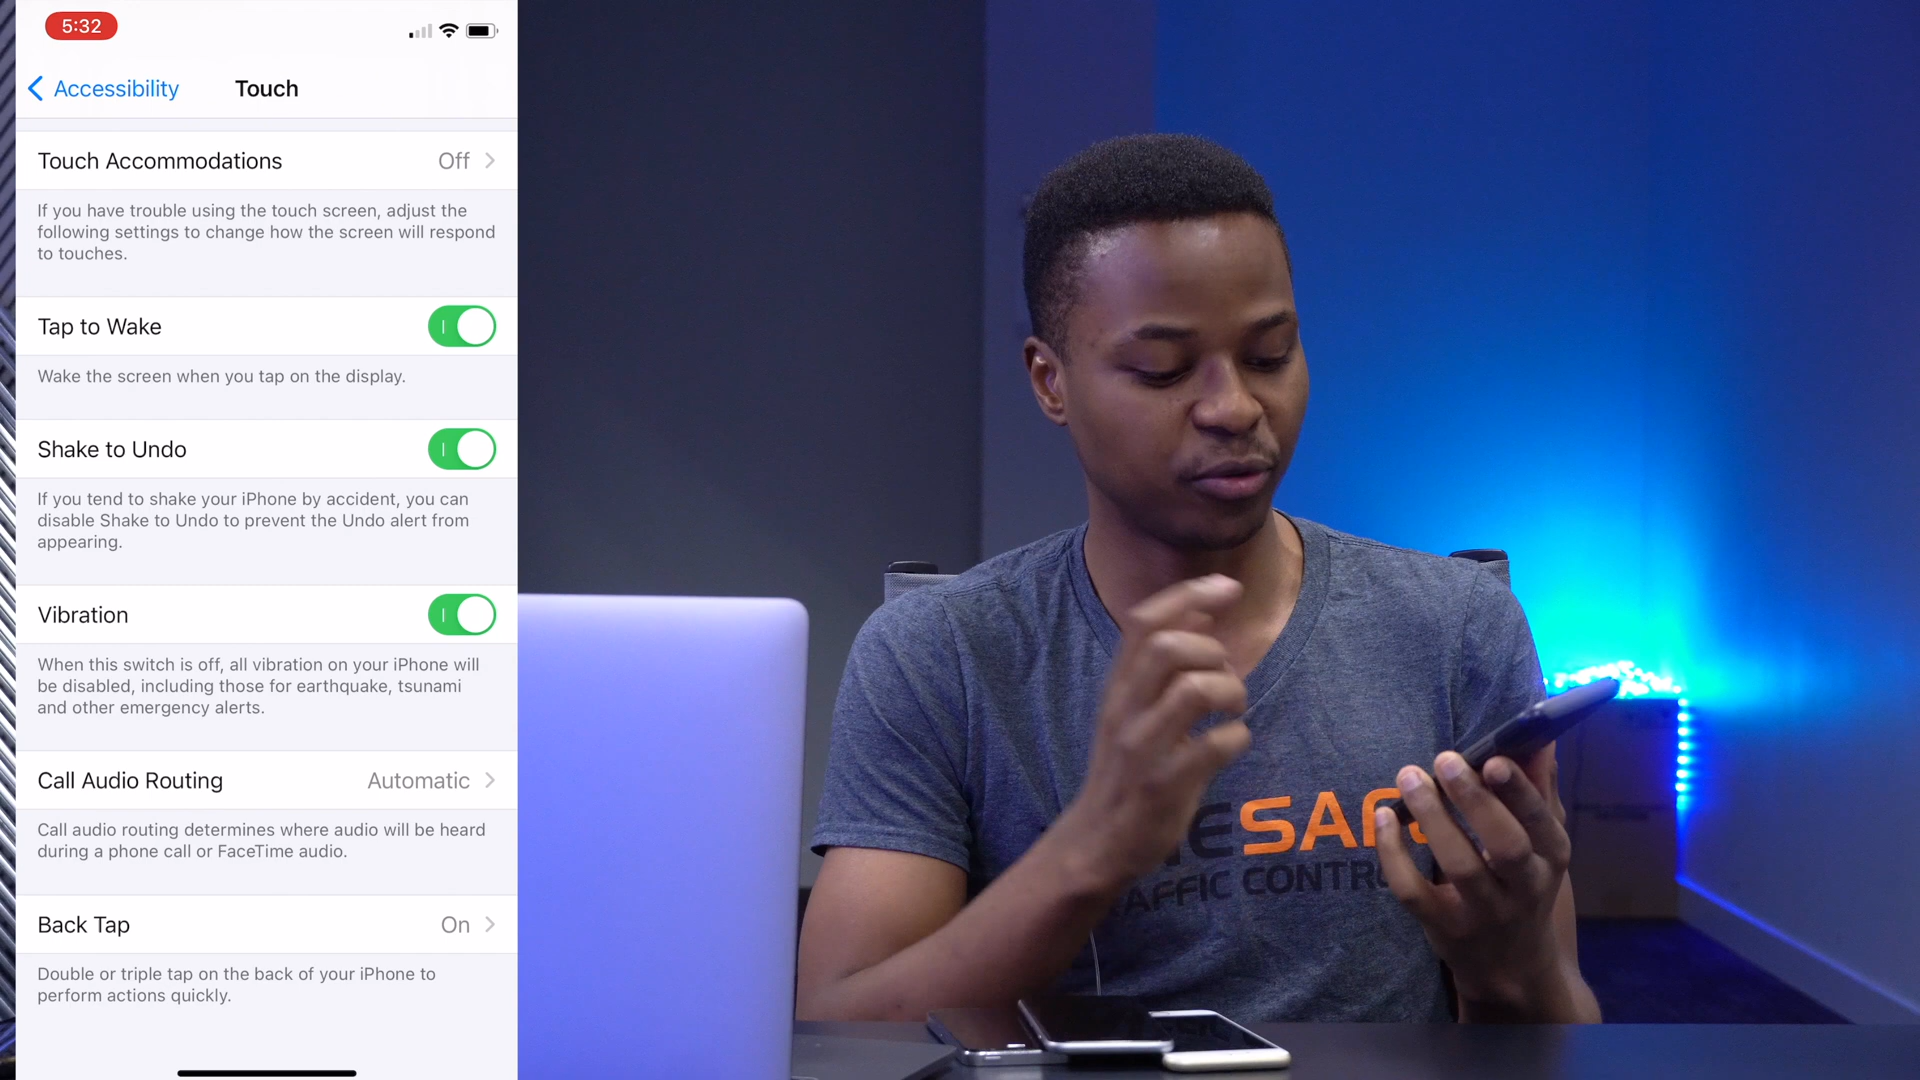 5:32
Accessibility
Touch
Touch Accommodations
Off
If you have trouble using the touch screen, adjust the
following settings to change how the screen will respond
to touches.
Tap to Wake
Wake the screen when you tap on the display.
Shake to Undo
If you tend to shake your iPhone by accident, you can
disable Shake to Undo to prevent the Undo alert from
appearing.
Vibration
When this switch is off, all vibration on your iPhone will
be disabled, including those for earthquake, tsunami
and other emergency alerts.
Call Audio Routing
Automatic
Call audio routing determines where audio will be heard
during a phone call or FaceTime audio.
Back Tap
On
Double or triple tap on the back of your iPhone to
perform actions quickly.